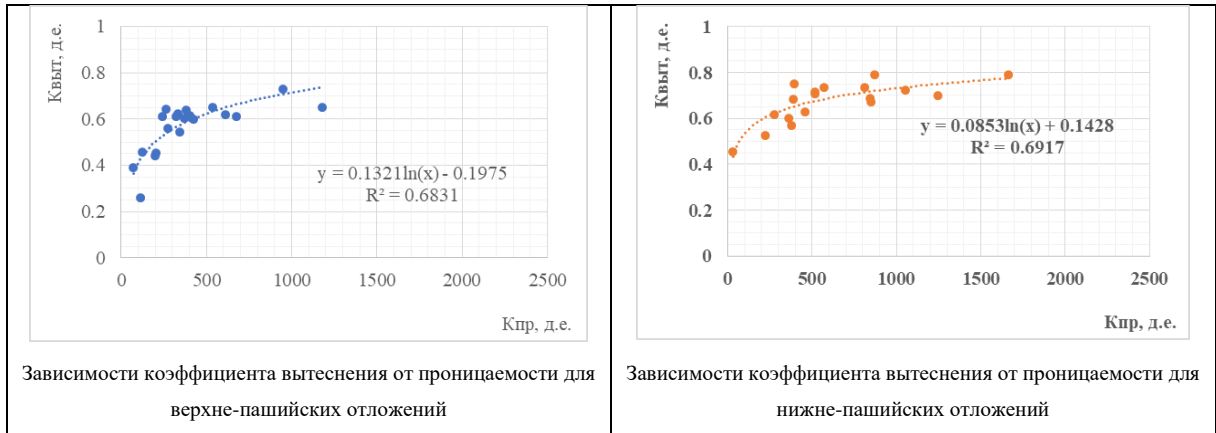 Квыт, д.е.
1
0.8
0.6
0.4
0.2
0
0 500 1000 1500 2000 2500
y = 0.1321ln(x) - 0.1975
R² = 0.6831
Кпр, д.е.
Зависимости коэффициента вытеснения от проницаемости для
верхне-пашийских отложений
Квыт, д.е.
1
0.8
0.6
0.4
0.2
0
0 500 1000 1500 2000 2500
y = 0.0853ln(x) + 0.1428
R² = 0.6917
Кпр, д.е.
Зависимости коэффициента вытеснения от проницаемости для
нижне-пашийских отложений